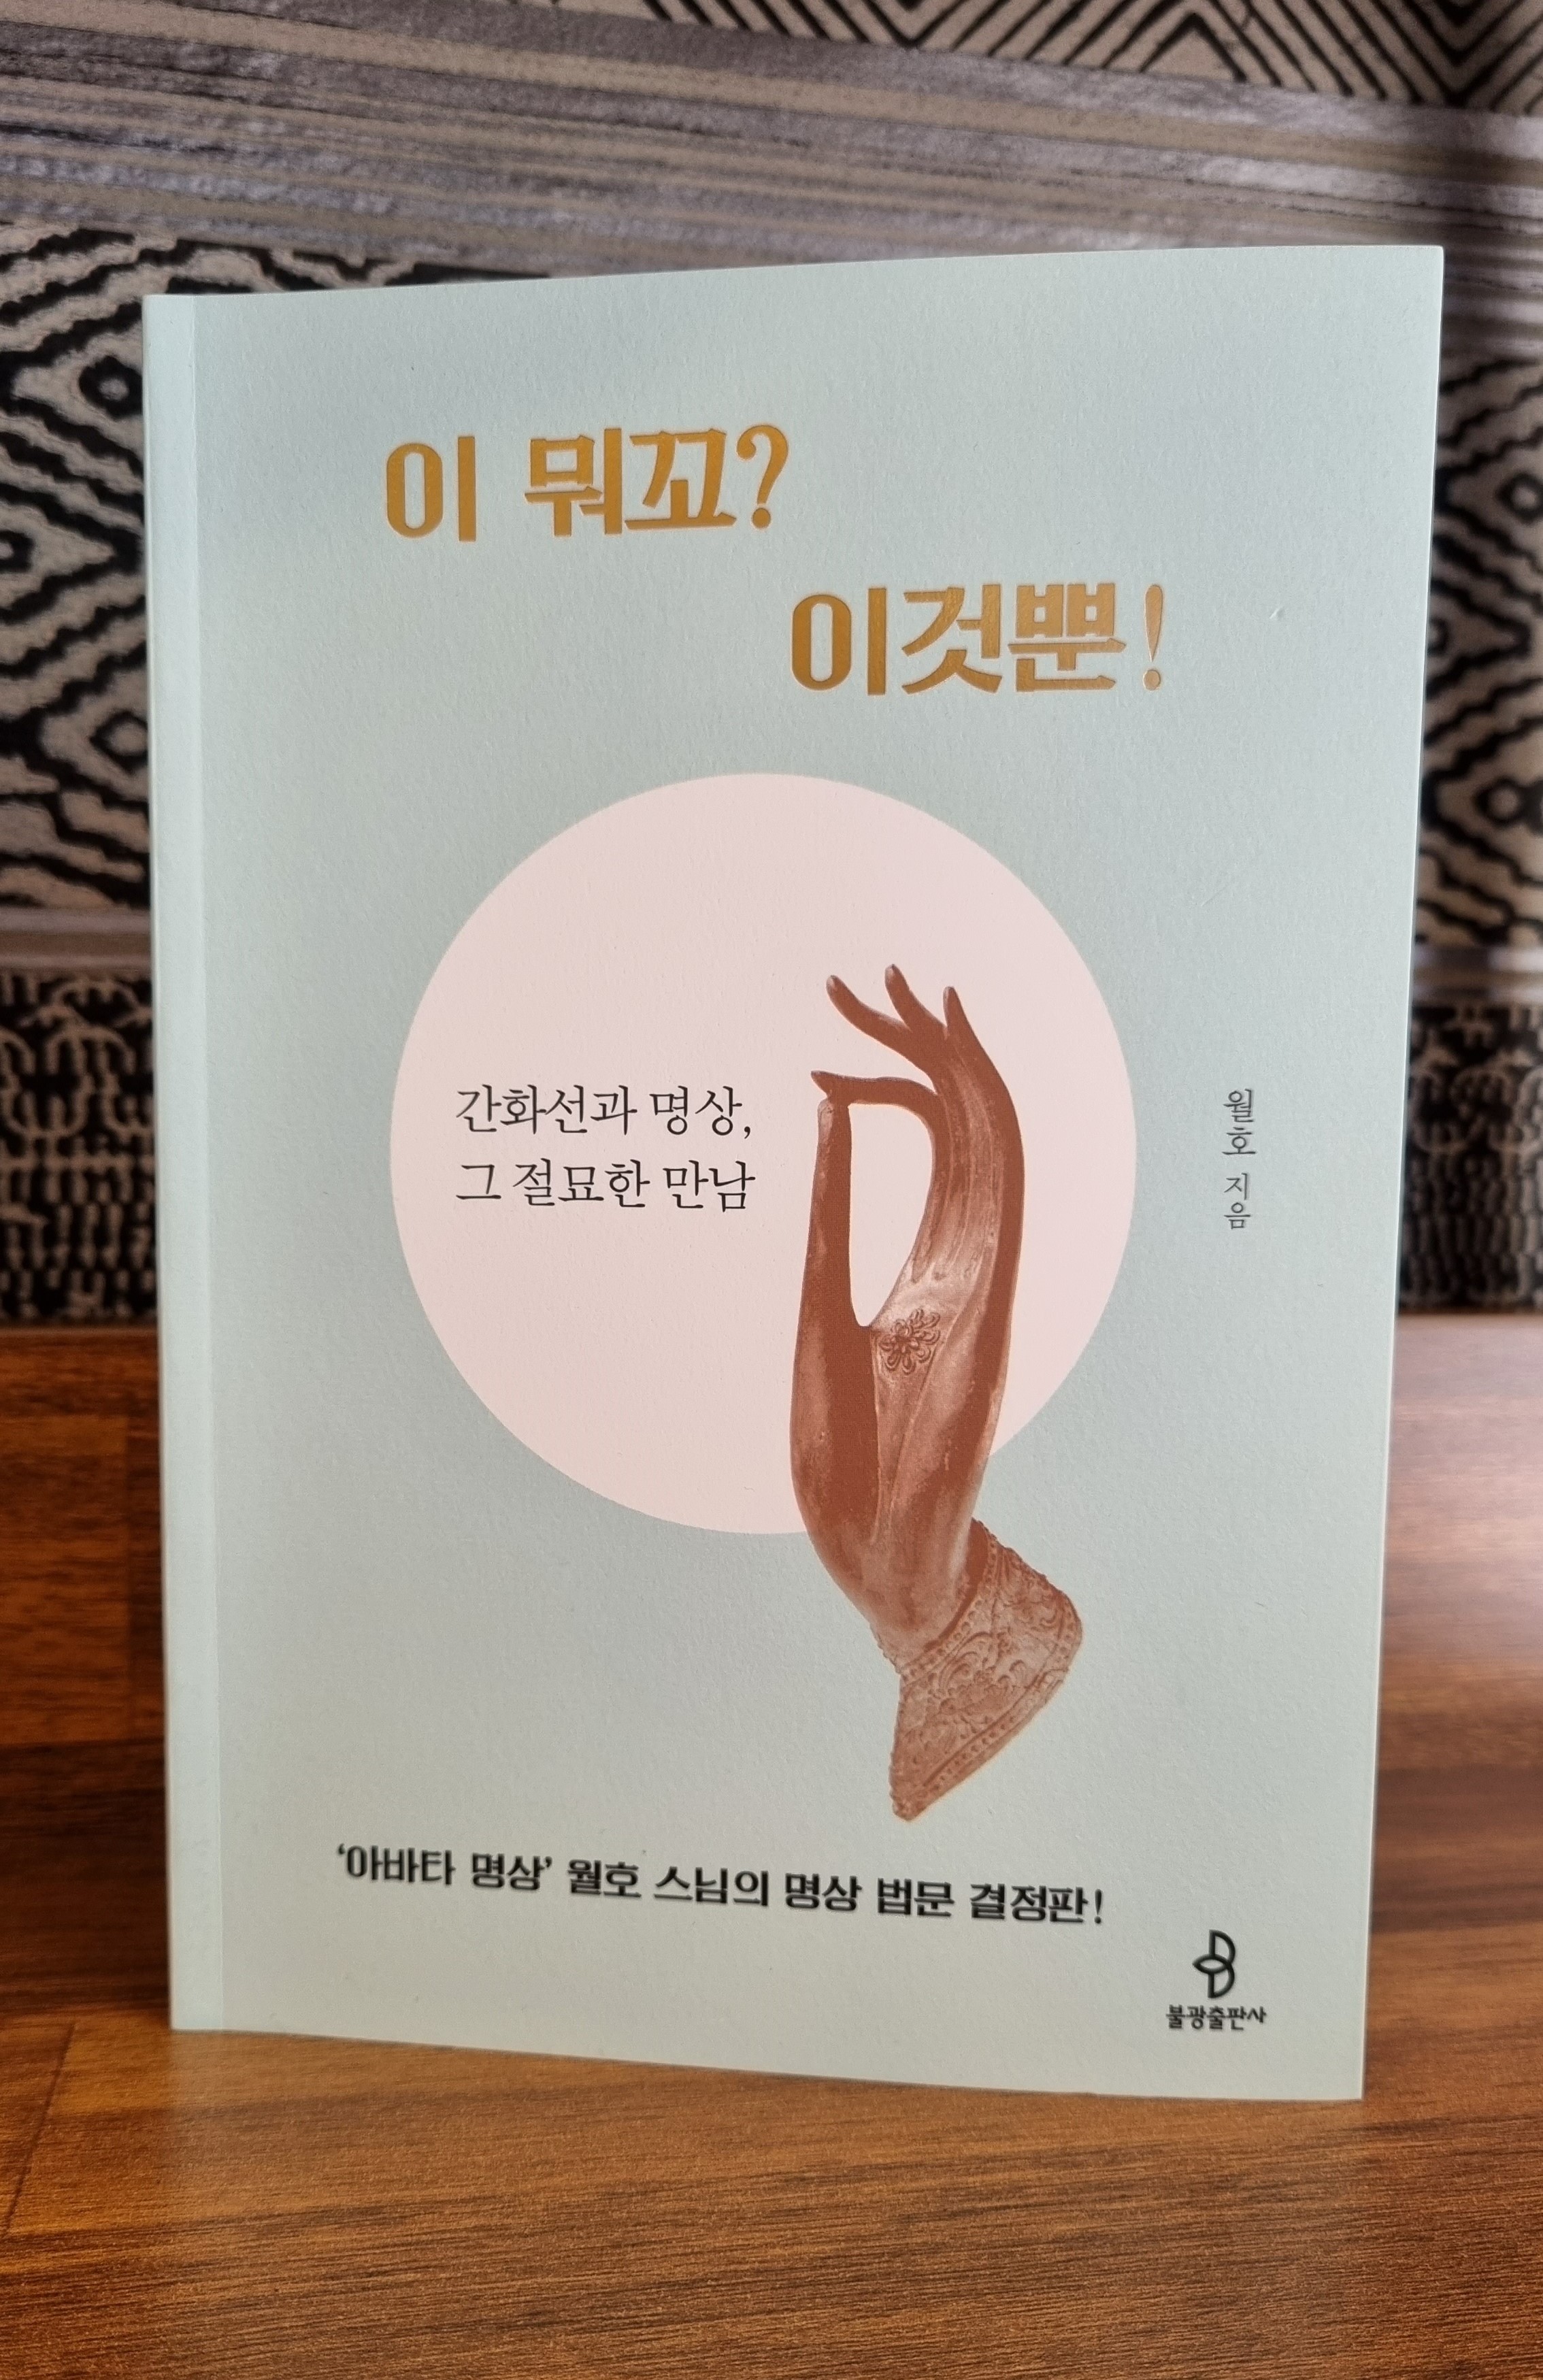 이 뭐꼬?
이것뿐!
간화선과 명상,
그 절묘한 만남
월호 지음
‘아바타 명상’ 월호 스님의 명상 법문 결정판!
불광출판사